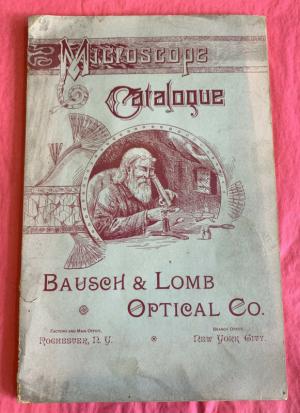 Microscope
Catalogue
Bausch & Lomb
Optical Co.
Factory and Main Office,
Rochester, N. Y.
Branch Office,
New York City.